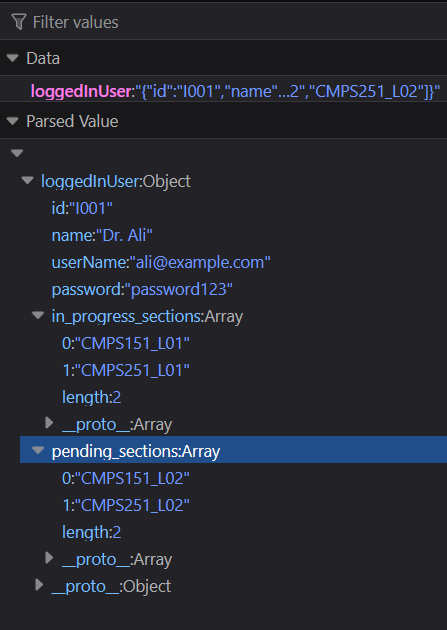 Filter values
Data
loggedInUser:"{"id":"I001","name"…2","CMPS251_L02"]}"
Parsed Value
loggedInUser:Object
id:"I001"
name:"Dr. Ali"
userName:"ali@example.com"
password:"password123"
in_progress_sections:Array
0:"CMPS151_L01"
1:"CMPS251_L01"
length:2
__proto__:Array
pending_sections:Array
0:"CMPS151_L02"
1:"CMPS251_L02"
length:2
__proto__:Array
__proto__:Object